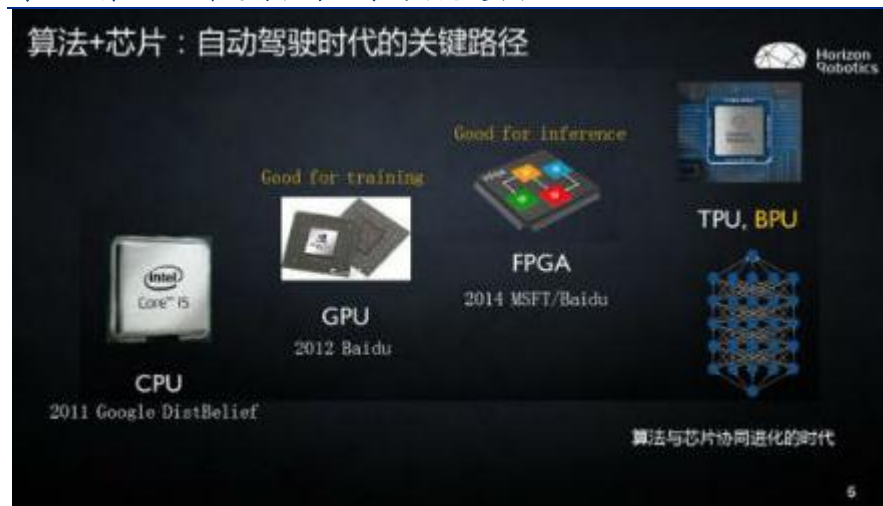 算法+芯片：自动驾驶时代的关键路径
Horizon
Robotics
Good for inference
Good for training
TPU, BPU
intel
Core™ i5
FPGA
2014 MSFT/Baidu
GPU
2012 Baidu
CPU
2011 Google DistBelief
算法与芯片协同进化的时代
5